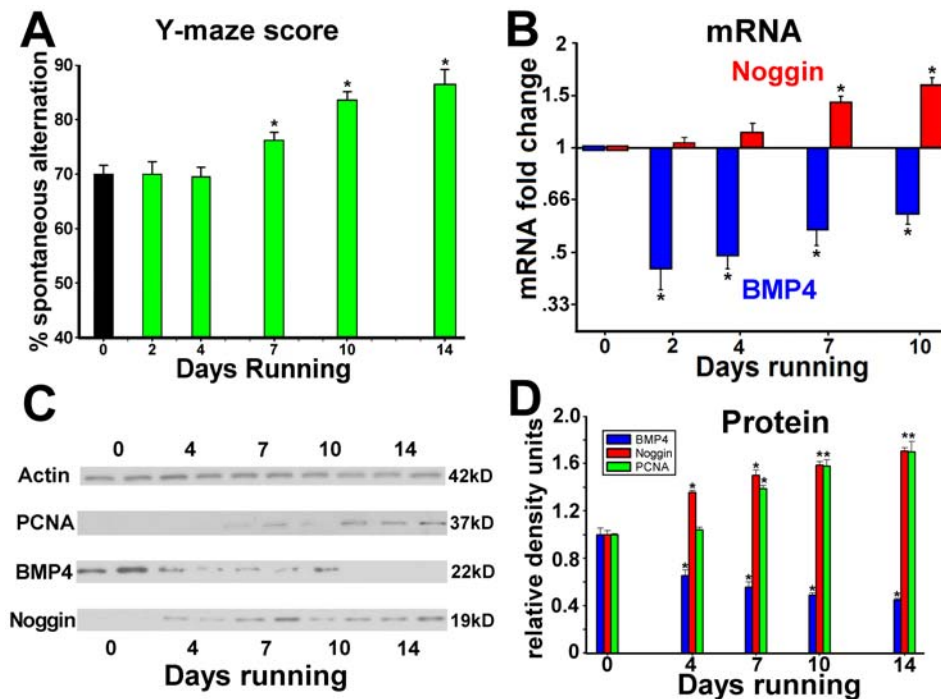 A
Y-maze score
% spontaneous alternation
90
80
70
60
50
40
* * *
0 2 4 7 10 14
Days Running
B
mRNA
Noggin
BMP4
mRNA fold change
2
1.5
1
.66
.5
.33
* *
* * * *
0 2 4 7 10
Days running
C
0 4 7 10 14
Actin 42kD
PCNA 37kD
BMP4 22kD
Noggin 19kD
0 4 7 10 14
Days running
D
Protein
relative density units
2.0
1.6
1.2
0.8
0.4
0
BMP4
Noggin
PCNA
* * * ** **
* * * *
0 4 7 10 14
Days running